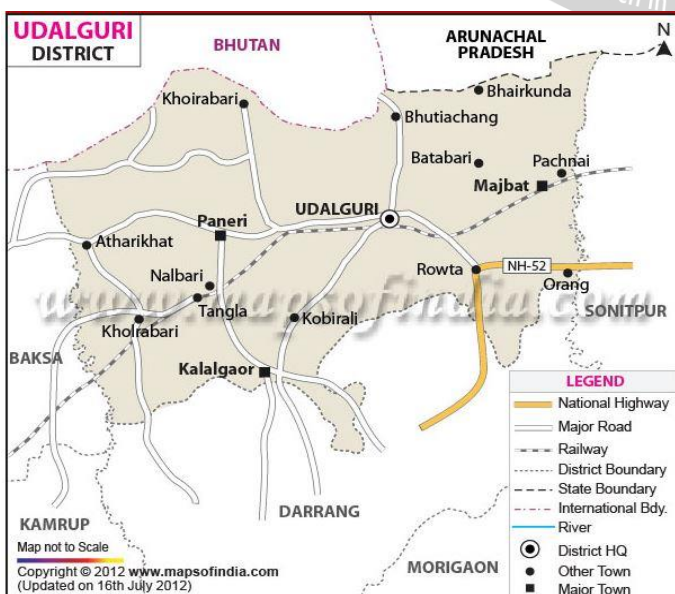 UDALGURI
DISTRICT
BHUTAN
ARUNACHAL
PRADESH
N
Khoirabari
Bhairkunda
Bhutiachang
Batabari
Pachnai
Majbat
UDALGURI
Paneri
Atharikhat
Rowta
NH-52
Orang
Nalbari
Tangla
Kobirali
Khoirabari
www.mapsofindia.com
SONITPUR
BAKSA
Kalalgaor
LEGEND
National Highway
Major Road
Railway
District Boundary
State Boundary
International Bdy.
River
District HQ
Other Town
Major Town
DARRANG
KAMRUP
MORIGAON
Map not to Scale
Copyright © 2012 www.mapsofindia.com
(Updated on 16th July 2012)